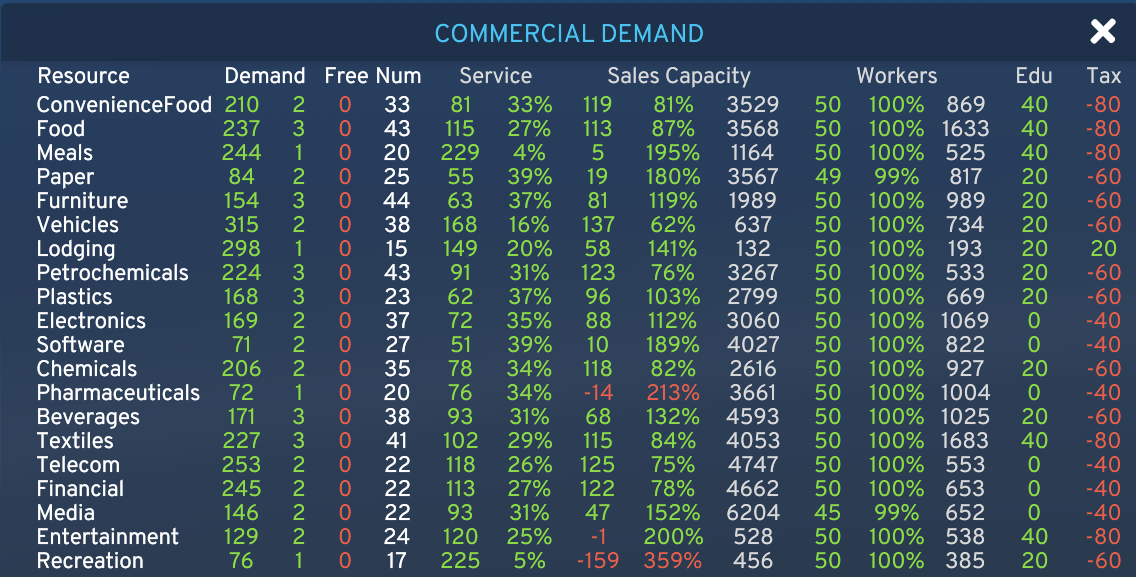 COMMERCIAL DEMAND
Resource Demand Free Num Service Sales Capacity Workers Edu Tax
ConvenienceFood 210 2 0 33 81 33% 119 81% 3529 50 100% 869 40 -80
Food 237 3 0 43 115 27% 113 87% 3568 50 100% 1633 40 -80
Meals 244 1 0 20 229 4% 5 195% 1164 50 100% 525 40 -80
Paper 84 2 0 25 55 39% 19 180% 3567 49 99% 817 20 -60
Furniture 154 3 0 44 63 37% 81 119% 1989 50 100% 989 20 -60
Vehicles 315 2 0 38 168 16% 137 62% 637 50 100% 734 20 -60
Lodging 298 1 0 15 149 20% 58 141% 132 50 100% 193 20 20
Petrochemicals 224 3 0 43 91 31% 123 76% 3267 50 100% 533 20 -60
Plastics 168 3 0 23 62 37% 96 103% 2799 50 100% 669 20 -60
Electronics 169 2 0 37 72 35% 88 112% 3060 50 100% 1069 0 -40
Software 71 2 0 27 51 39% 10 189% 4027 50 100% 822 0 -40
Chemicals 206 2 0 35 78 34% 118 82% 2616 50 100% 927 20 -60
Pharmaceuticals 72 1 0 20 76 34% -14 213% 3661 50 100% 1004 0 -40
Beverages 171 3 0 38 93 31% 68 132% 4593 50 100% 1025 20 -60
Textiles 227 3 0 41 102 29% 115 84% 4053 50 100% 1683 40 -80
Telecom 253 2 0 22 118 26% 125 75% 4747 50 100% 553 0 -40
Financial 245 2 0 22 113 27% 122 78% 4662 50 100% 653 0 -40
Media 146 2 0 22 93 31% 47 152% 6204 45 99% 652 0 -40
Entertainment 129 2 0 24 120 25% -1 200% 528 50 100% 538 40 -80
Recreation 76 1 0 17 225 5% -159 359% 456 50 100% 385 20 -60